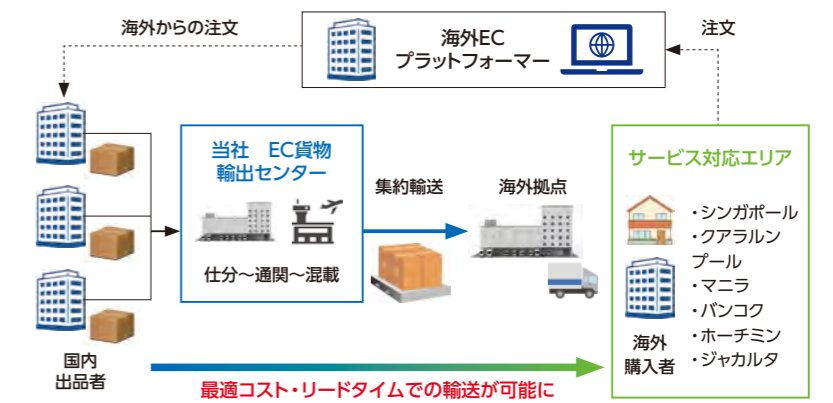 海外からの注文
海外EC
プラットフォーマー
注文
当社 EC貨物
輸出センター
仕分～通関～混載
集約輸送
海外拠点
サービス対応エリア
・シンガポール
・クアラルン
プール
・マニラ
・バンコク
・ホーチミン
・ジャカルタ
海外
購入者
国内
出品者
最適コスト・リードタイムでの輸送が可能に